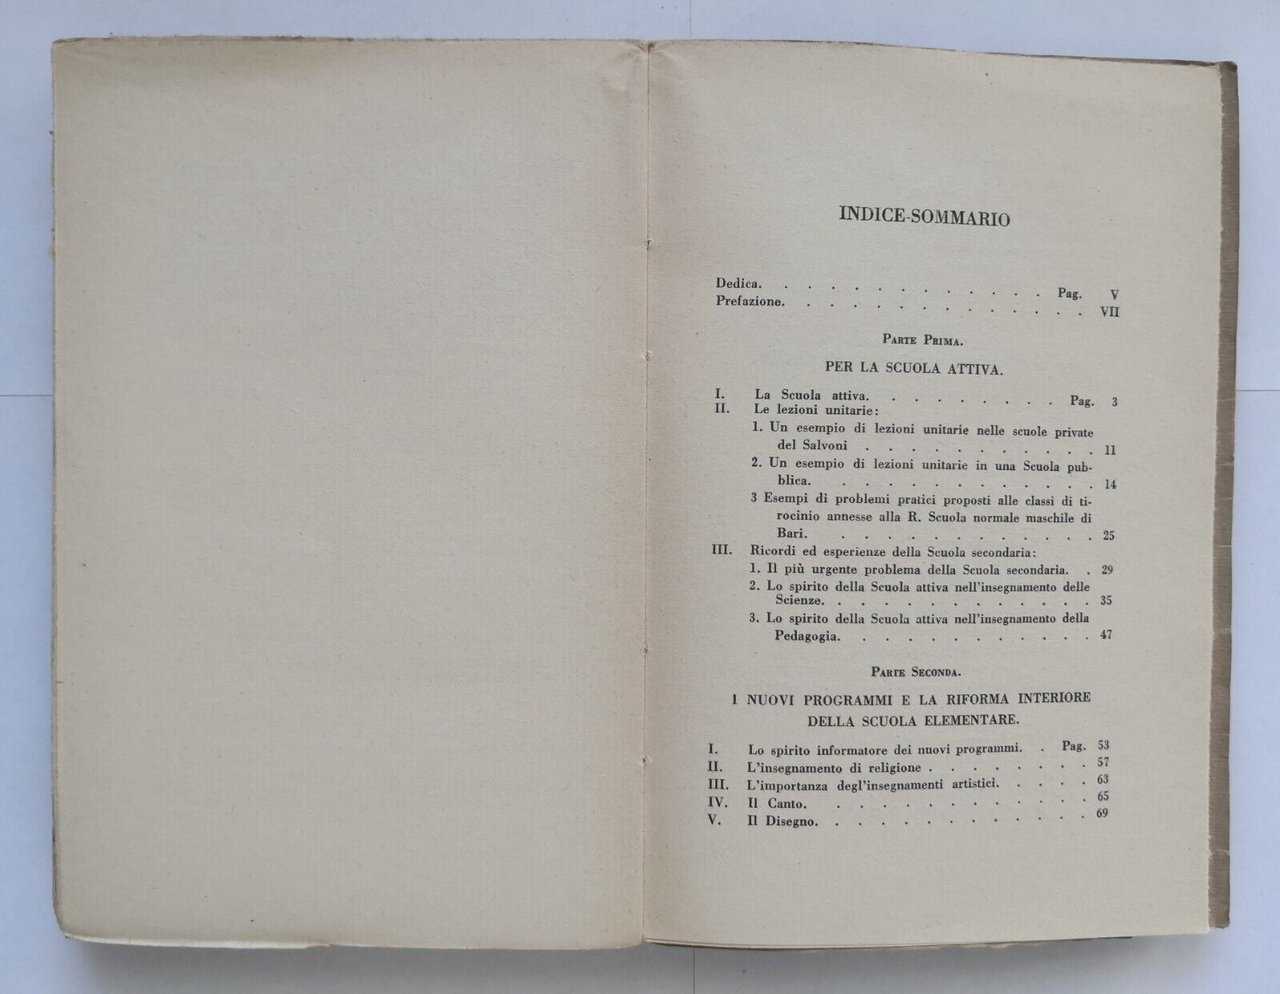 INDICE-SOMMARIO
Dedica. . . . . . . . . . . . . Pag. V
Prefazione. . . . . . . . . . . . . . VII
PARTE PRIMA.
PER LA SCUOLA ATTIVA.
I. La Scuola attiva. . . . . . . . . Pag. 3
II. Le lezioni unitarie:
1. Un esempio di lezioni unitarie nelle scuole private
del Salvoni . . . . . . . . . . . 11
2. Un esempio di lezioni unitarie in una Scuola pub-
blica. . . . . . . . . . . . 14
3 Esempi di problemi pratici proposti alle classi di ti-
rocinio annesse alla R. Scuola normale maschile di
Bari. . . . . . . . . . . . 25
III. Ricordi ed esperienze della Scuola secondaria:
1. Il più urgente problema della Scuola secondaria. . 29
2. Lo spirito della Scuola attiva nell'insegnamento delle
Scienze. . . . . . . . . . . . . 35
3. Lo spirito della Scuola attiva nell'insegnamento della
Pedagogia. . . . . . . . . . . . 47
PARTE SECONDA.
I NUOVI PROGRAMMI E LA RIFORMA INTERIORE
DELLA SCUOLA ELEMENTARE.
I. Lo spirito informatore dei nuovi programmi. . Pag. 53
II. L'insegnamento di religione . . . . . . . . 57
III. L'importanza degl'insegnamenti artistici. . . . . 63
IV. Il Canto. . . . . . . . . . . . 65
V. Il Disegno. . . . . . . . . . . . . 69